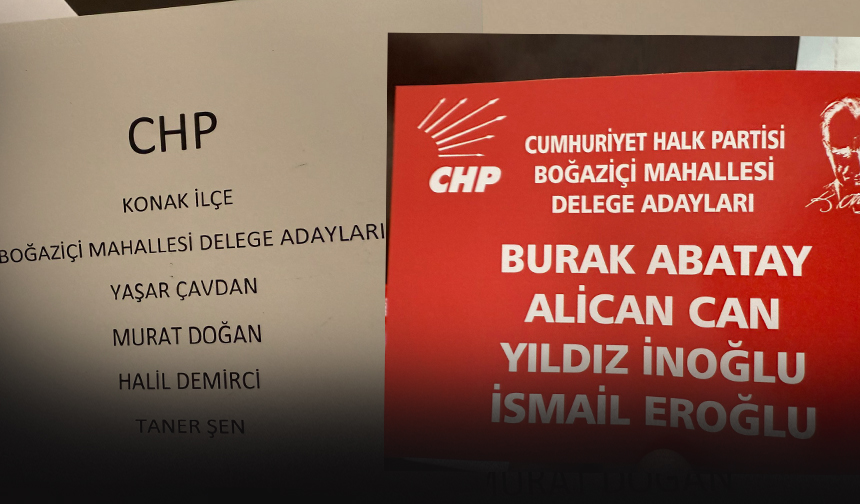 CHP
KONAK İLÇE
BOĞAZİÇİ MAHALLESİ DELEGE ADAYLARI
YAŞAR ÇAVDAN
MURAT DOĞAN
HALİL DEMİRCİ
TANER ŞEN
CHP
CUMHURİYET HALK PARTİSİ
BOĞAZİÇİ MAHALLESİ
DELEGE ADAYLARI
BURAK ABATAY
ALİCAN CAN
YILDIZ İNOĞLU
İSMAİL EROĞLU